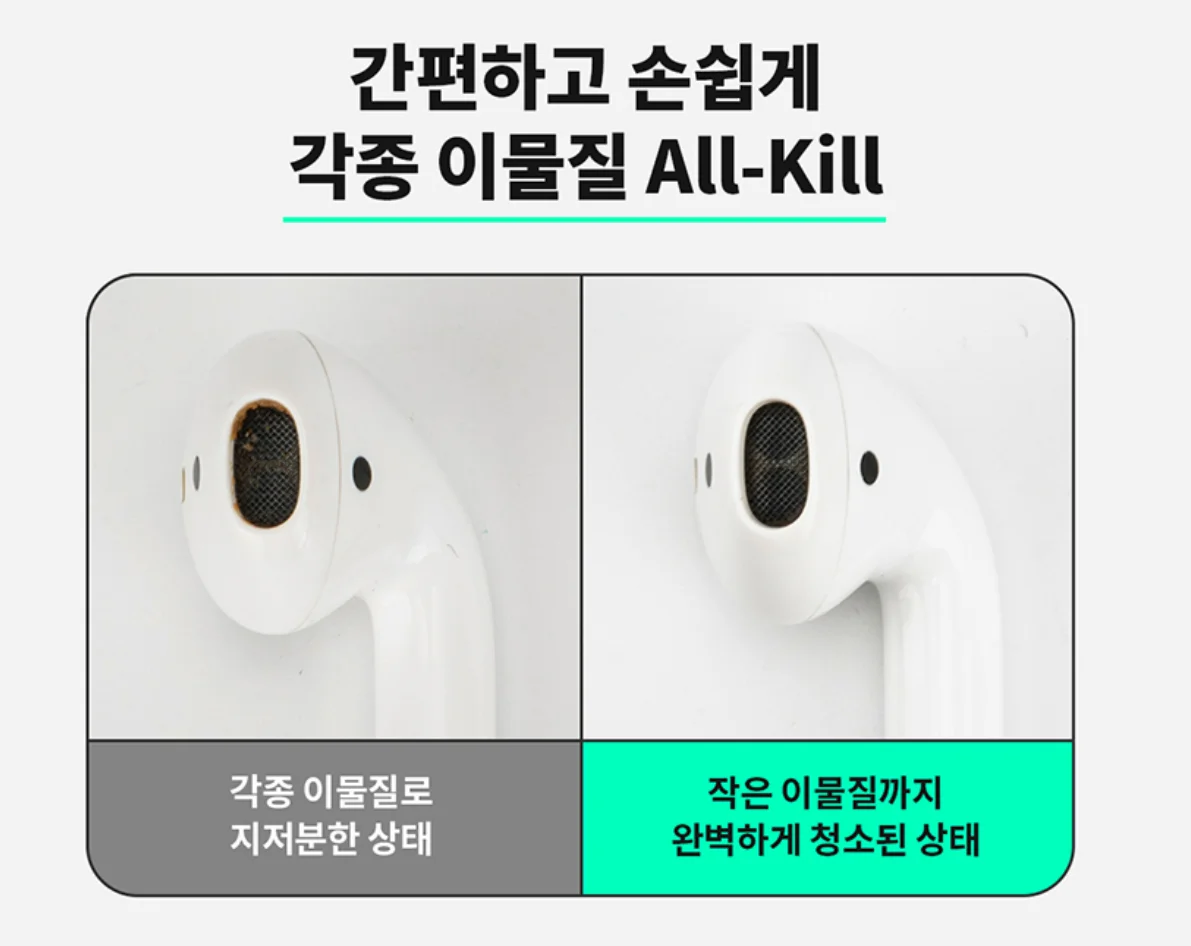 간편하고 손쉽게
각종 이물질 All-Kill
각종 이물질로
지저분한 상태
작은 이물질까지
완벽하게 청소된 상태